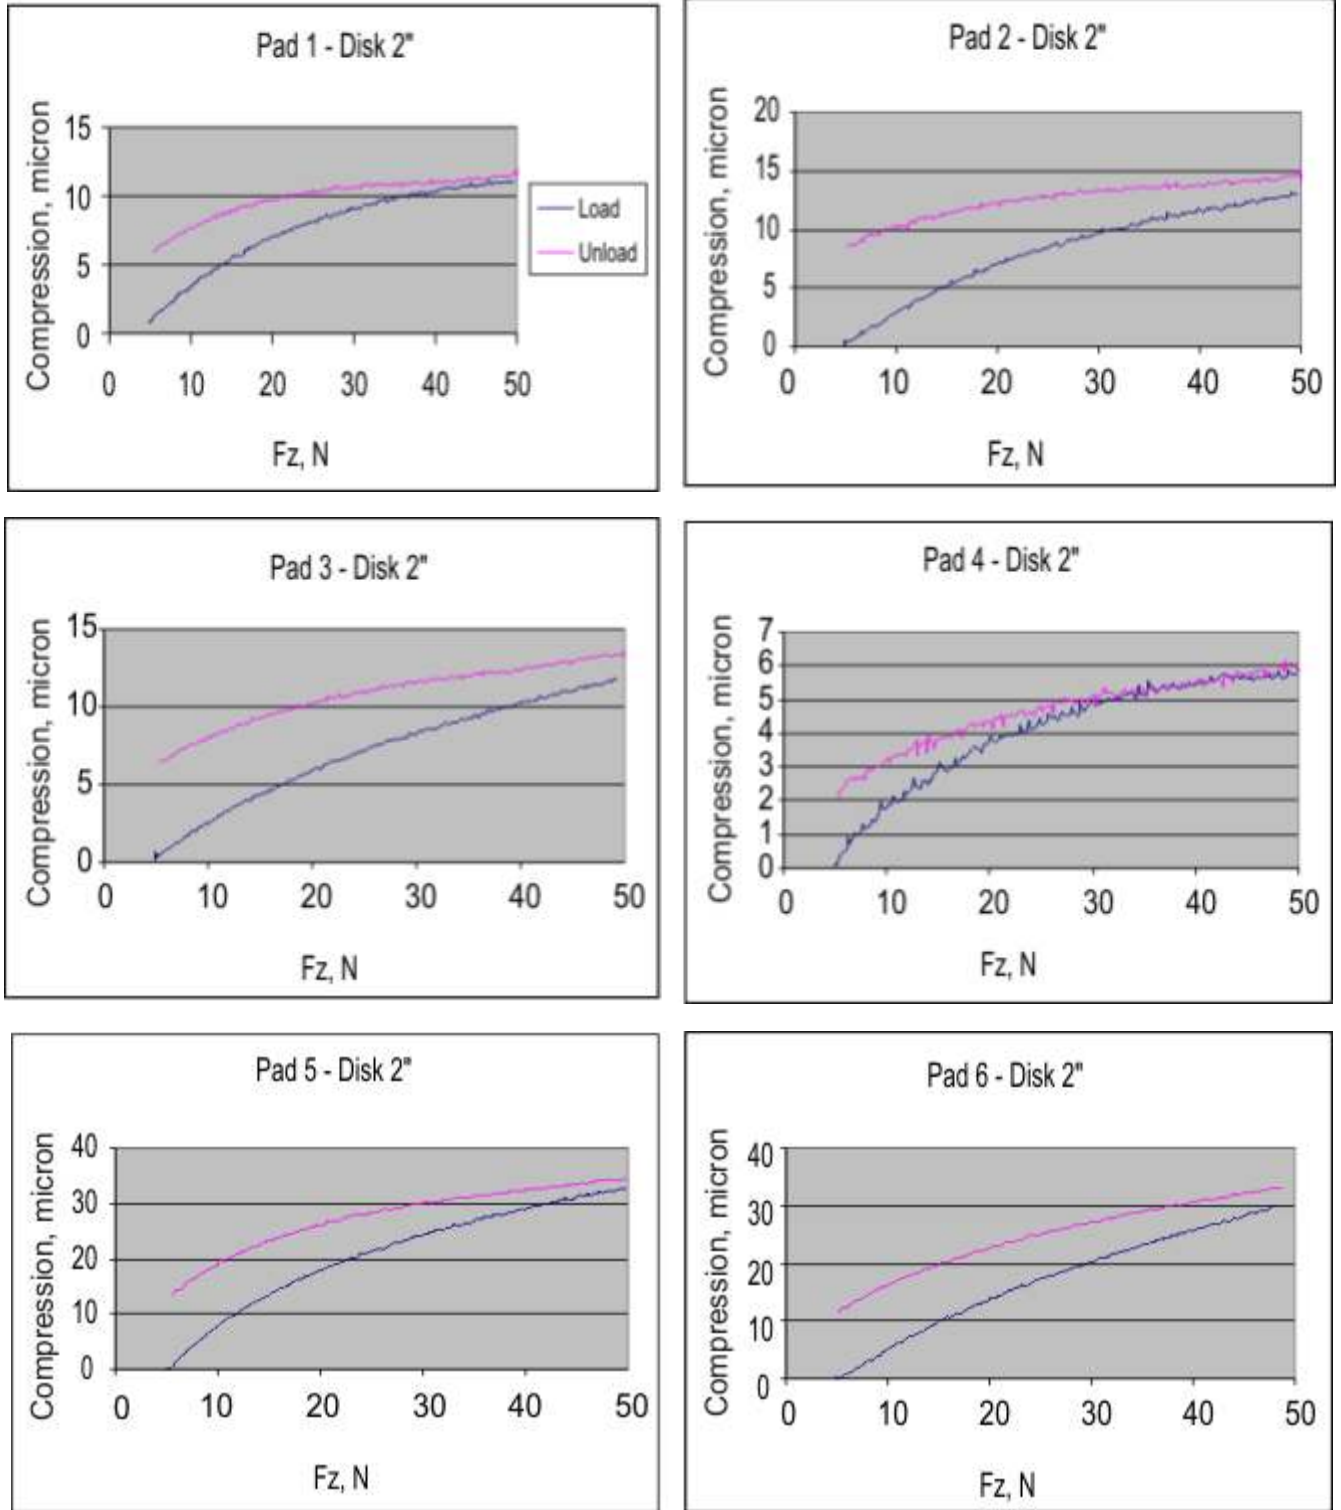 Pad 1 - Disk 2"
Compression, micron
15
10
5
0
0 10 20 30 40 50
Fz, N
Load
Unload
Pad 2 - Disk 2"
Compression, micron
20
15
10
5
0
0 10 20 30 40 50
Fz, N
Pad 3 - Disk 2"
Compression, micron
15
10
5
0
0 10 20 30 40 50
Fz, N
Pad 4 - Disk 2"
Compression, micron
7
6
5
4
3
2
1
0
0 10 20 30 40 50
Fz, N
Pad 5 - Disk 2"
Compression, micron
40
30
20
10
0
0 10 20 30 40 50
Fz, N
Pad 6 - Disk 2"
Compression, micron
40
30
20
10
0
0 10 20 30 40 50
Fz, N